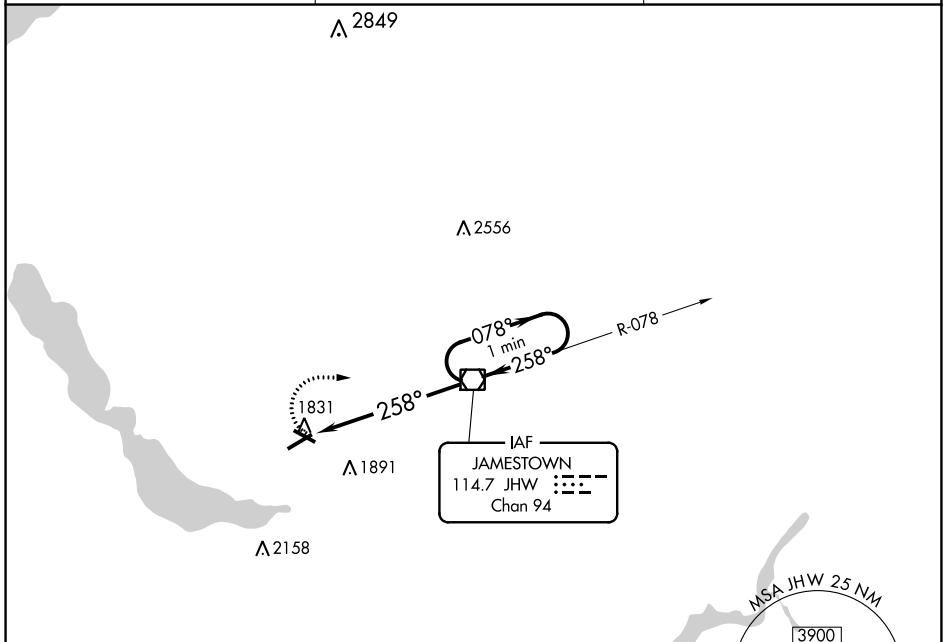 2849
2556
R-078
078°
1 min
258°
258°
1831
1891
IAF
JAMESTOWN
114.7 JHW
Chan 94
2158
MSA JHW 25 NM
3900